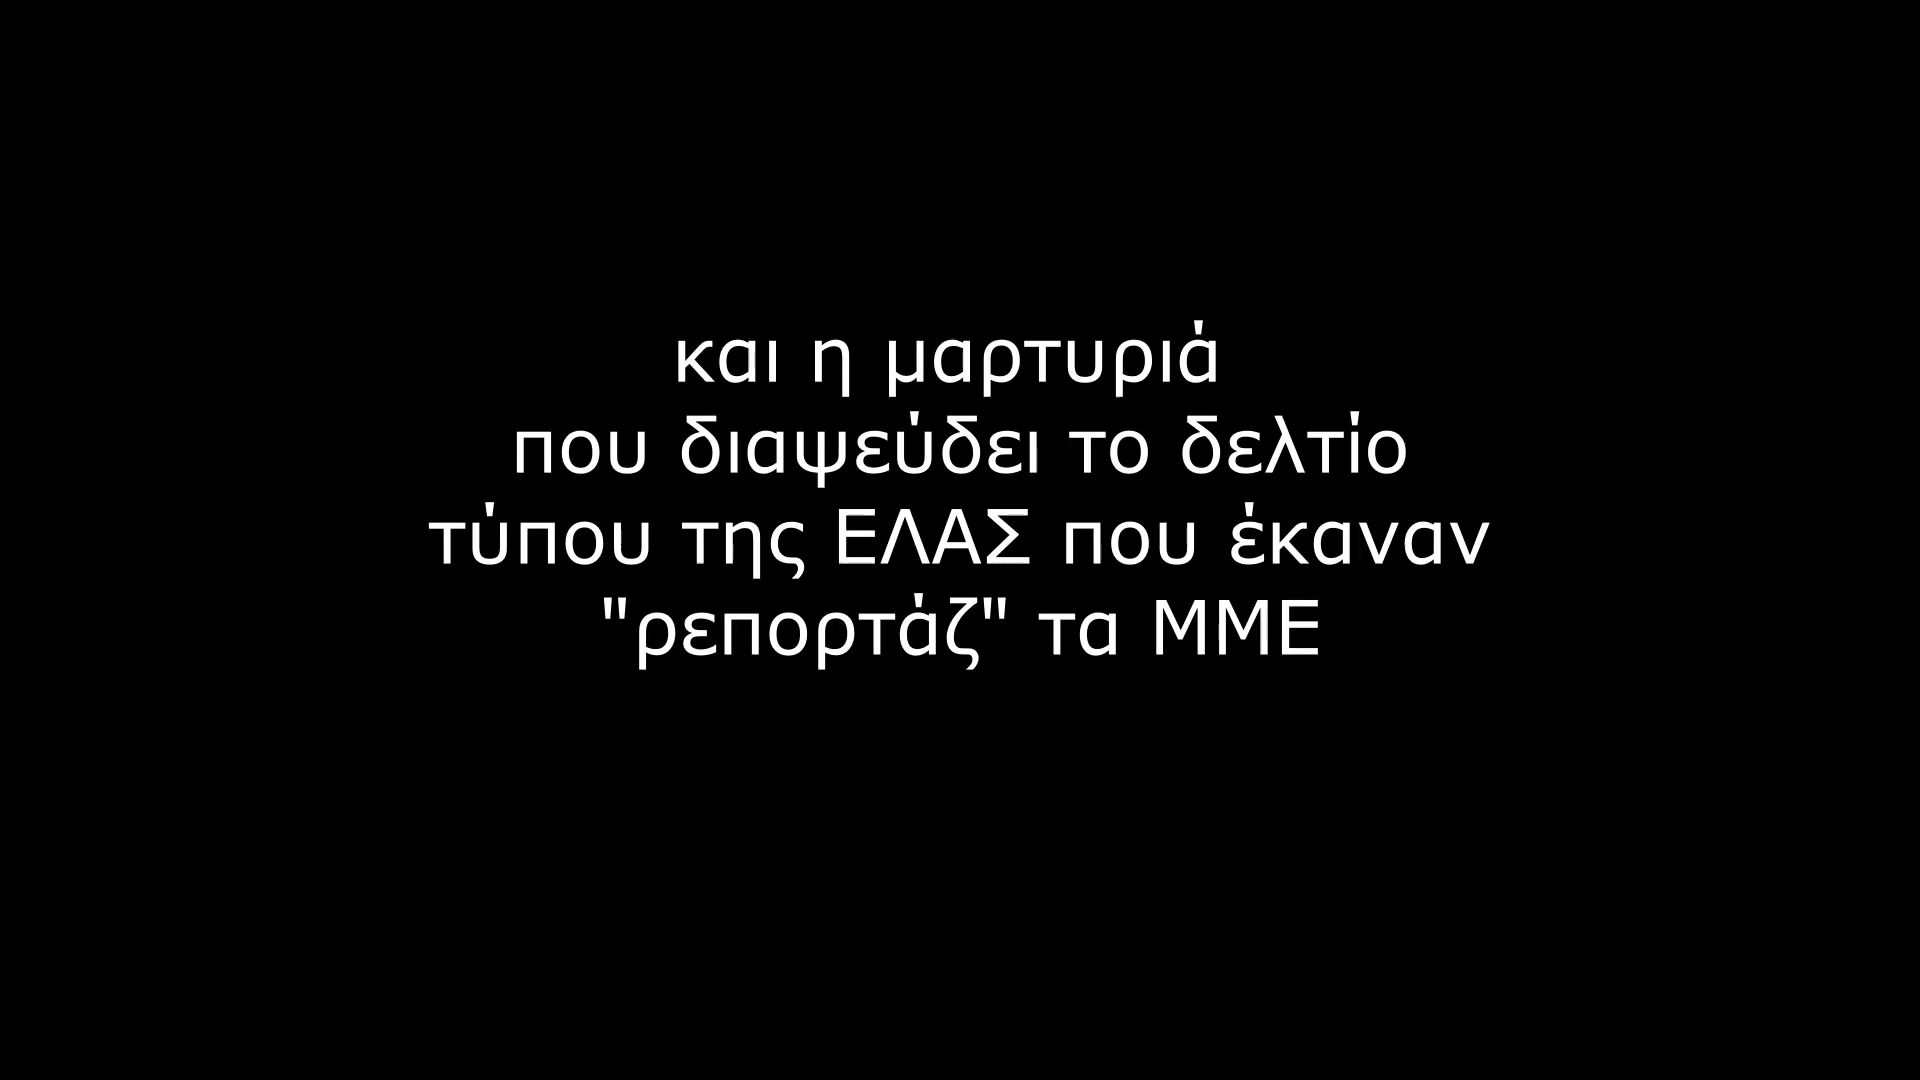 και η μαρτυριά
που διαψεύδει το δελτίο
τύπου της ΕΛΑΣ που έκαναν
"ρεπορτάζ" τα ΜΜΕ